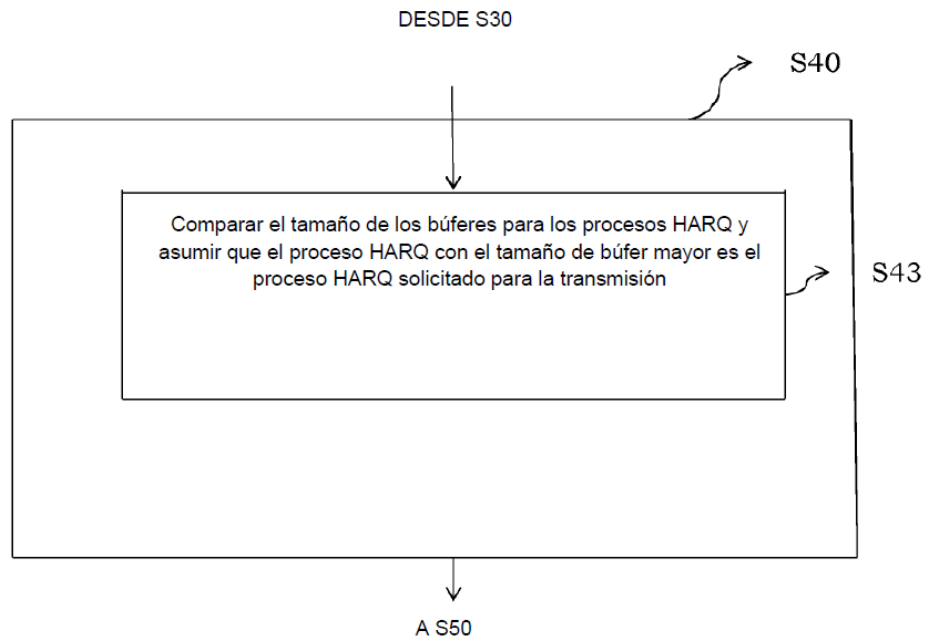 DESDE S30
S40
Comparar el tamaño de los búferes para los procesos HARQ y
asumir que el proceso HARQ con el tamaño de búfer mayor es el
proceso HARQ solicitado para la transmisión
S43
A S50